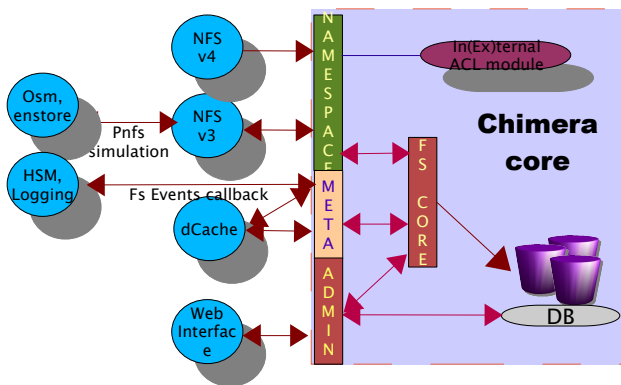 NFS
v4
Osm,
enstore
Pnfs
simulation
NFS
v3
HSM,
Logging
Fs Events callback
dCache
Web
Interfac
e
NAMESPACE
META
ADMIN
In(Ex)ternal
ACL module
Chimera
core
FS CORE
DB